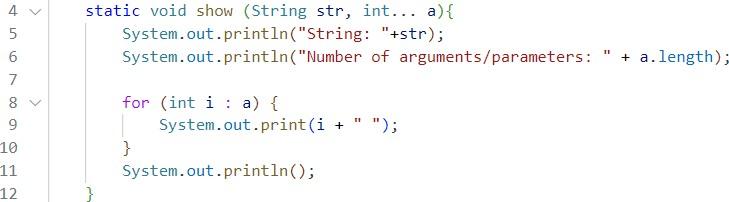 4 static void show (String str, int... a){
5 System.out.println("String: "+str);
6 System.out.println("Number of arguments/parameters: " + a.length);
7
8 for (int i : a) {
9 System.out.print(i + " ");
10 }
11 System.out.println();
12 }